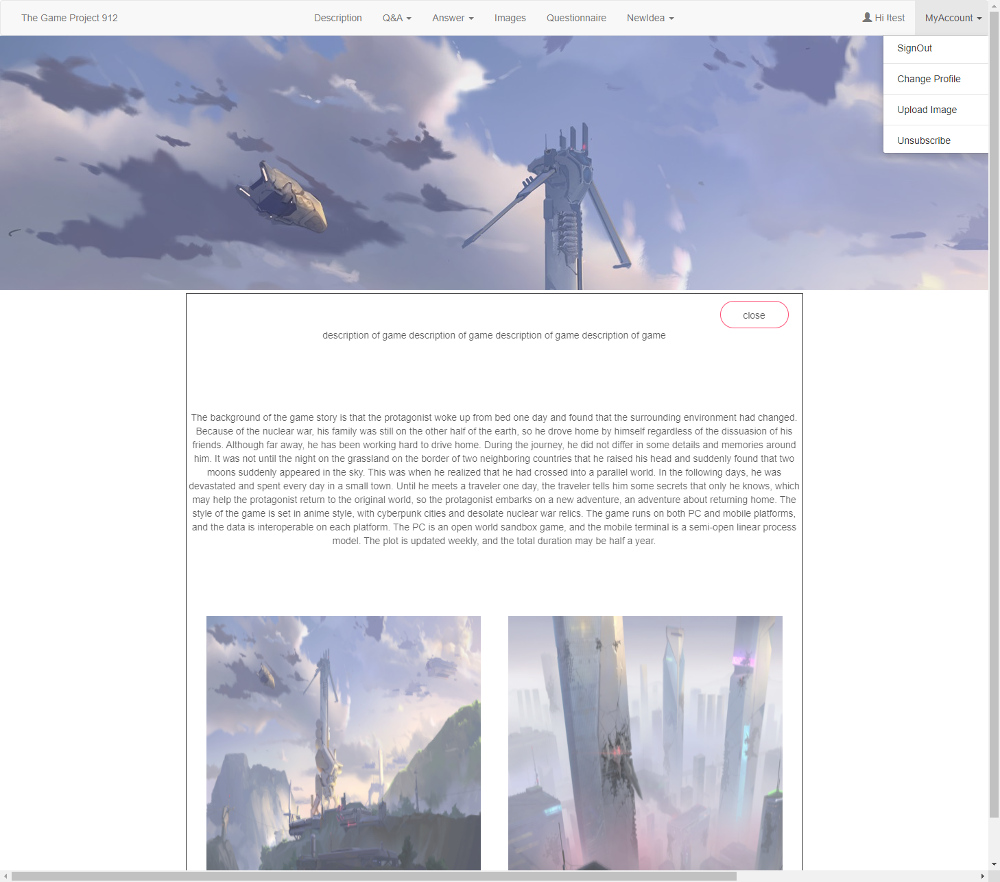 The Game Project 912
Description
Q&A
Answer
Images
Questionnaire
NewIdea
Hi !test
MyAccount
SignOut
Change Profile
Upload Image
Unsubscribe
close
description of game description of game description of game description of game
The background of the game story is that the protagonist woke up from bed one day and found that the surrounding environment had changed.
Because of the nuclear war, his family was still on the other half of the earth, so he drove home by himself regardless of the dissuasion of his
friends. Although far away, he has been working hard to drive home. During the journey, he did not differ in some details and memories around
him. It was not until the night on the grassland on the border of two neighboring countries that he raised his head and suddenly found that two
moons suddenly appeared in the sky. This was when he realized that he had crossed into a parallel world. In the following days, he was
devastated and spent every day in a small town. Until he meets a traveler one day, the traveler tells him some secrets that only he knows, which
may help the protagonist return to the original world, so the protagonist embarks on a new adventure, an adventure about returning home. The
style of the game is set in anime style, with cyberpunk cities and desolate nuclear war relics. The game runs on both PC and mobile platforms,
and the data is interoperable on each platform. The PC is an open world sandbox game, and the mobile terminal is a semi-open linear process
model. The plot is updated weekly, and the total duration may be half a year.